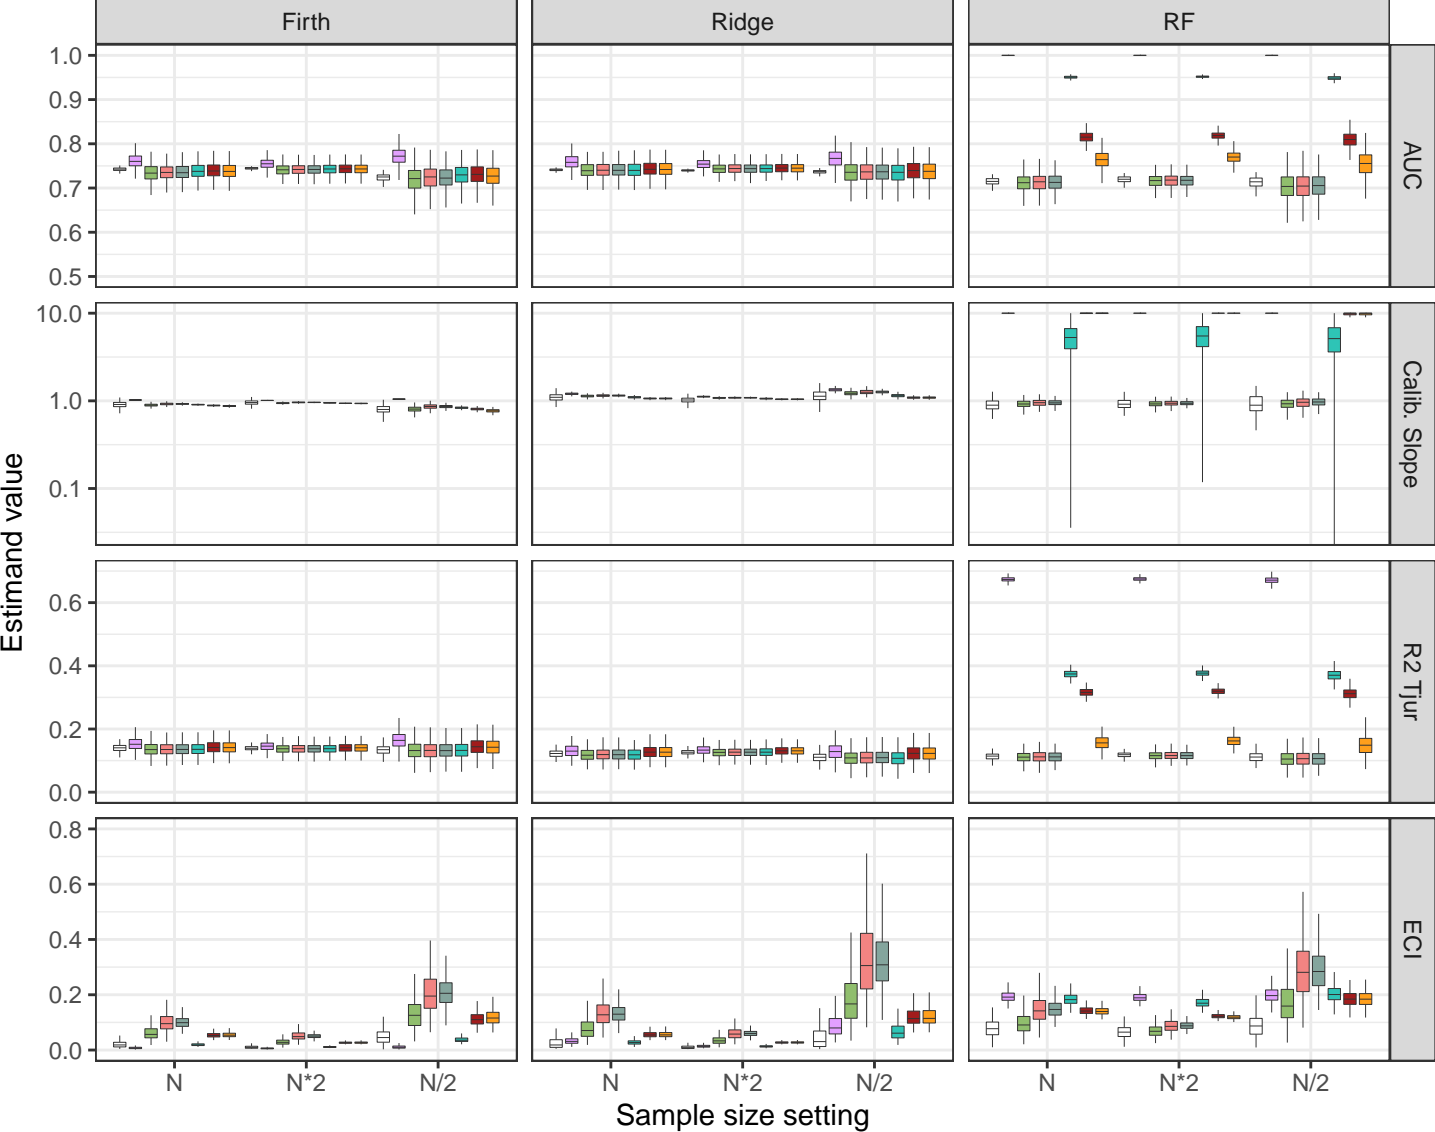 Firth Ridge RF
1.0
0.9
0.8
0.7
0.6
0.5
AUC
10.0
1.0
0.1
Calib. Slope
0.6
0.4
0.2
0.0
R2 Tjur
0.8
0.6
0.4
0.2
0.0
ECI
Estimand value
N N*2 N/2 N N*2 N/2 N N*2 N/2
Sample size setting